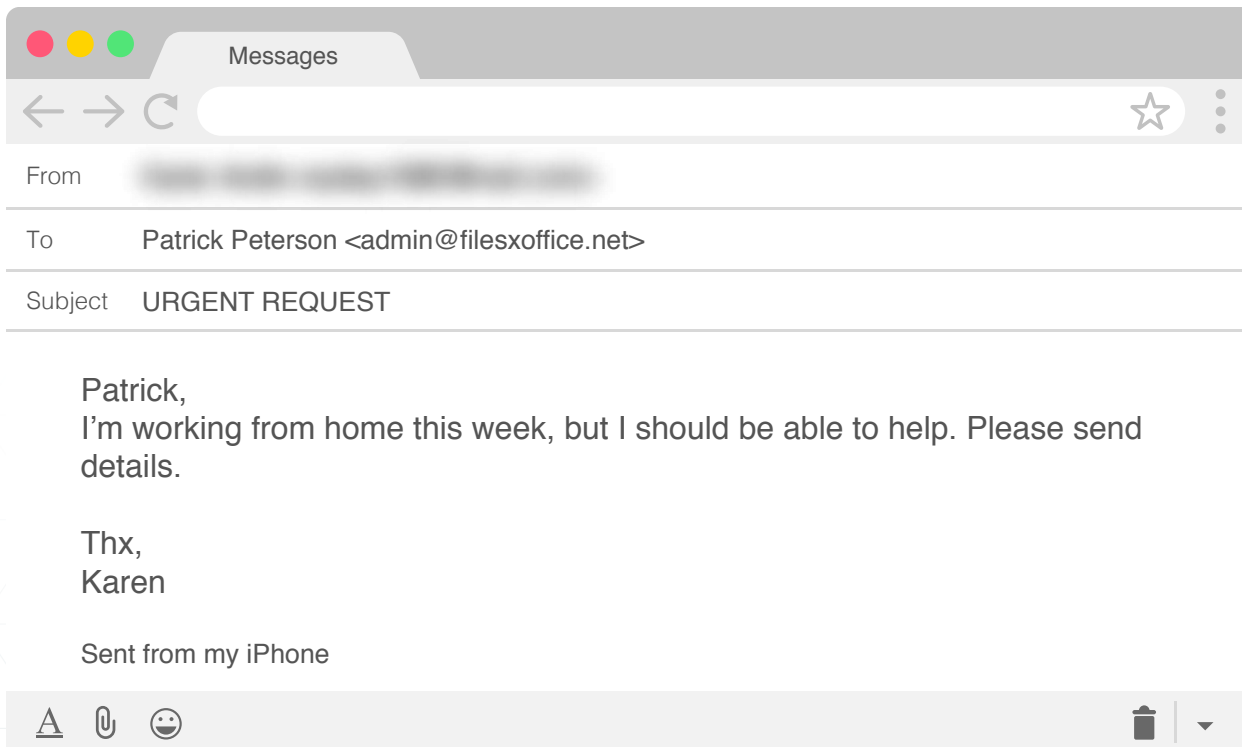 Messages
From
To Patrick Peterson <admin@filesxoffice.net>
Subject URGENT REQUEST
Patrick,
I’m working from home this week, but I should be able to help. Please send
details.
Thx,
Karen
Sent from my iPhone
A